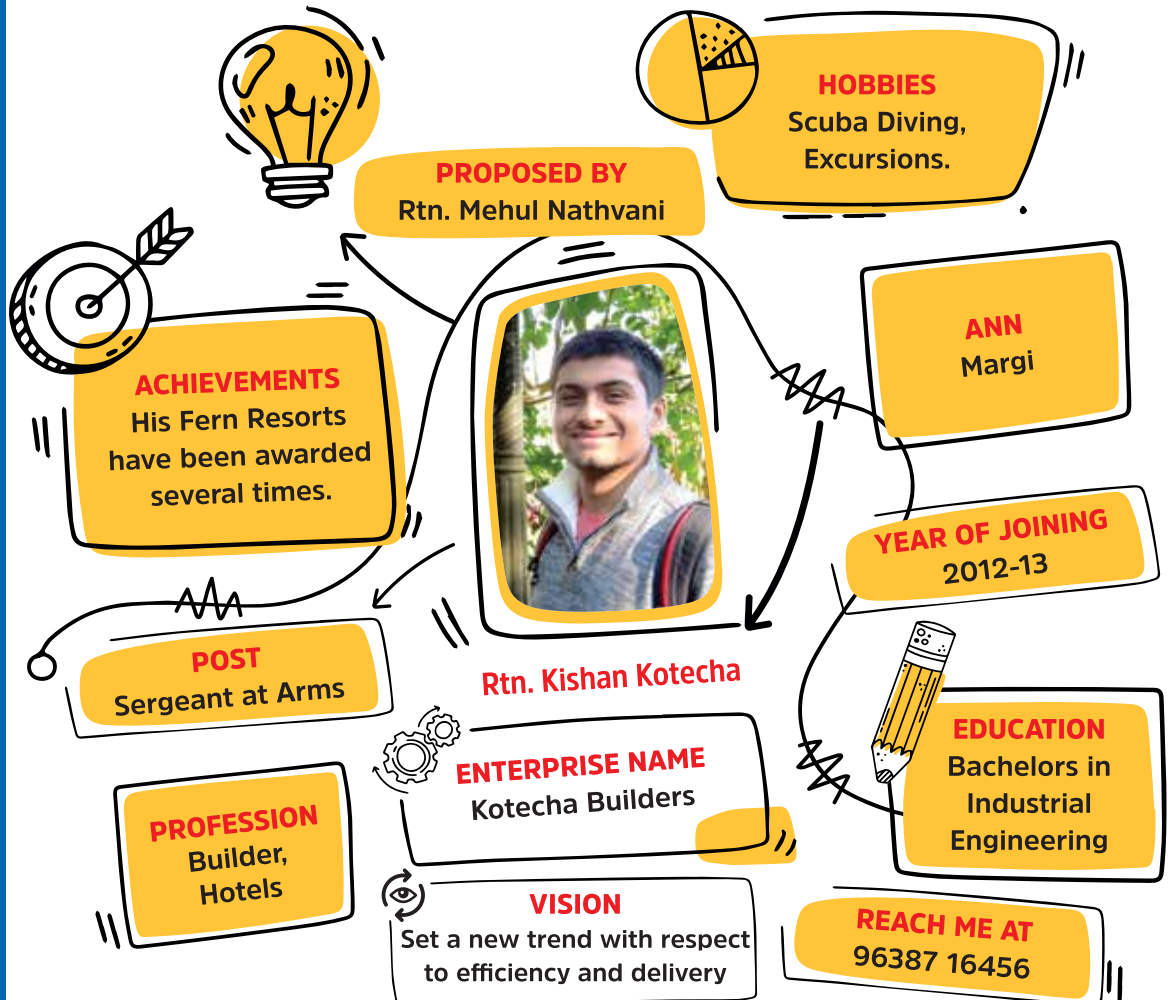 HOBBIES
Scuba Diving,
Excursions.
PROPOSED BY
Rtn. Mehul Nathvani
ANN
Margi
ACHIEVEMENTS
His Fern Resorts
have been awarded
several times.
YEAR OF JOINING
2012-13
POST
Sergeant at Arms
Rtn. Kishan Kotecha
EDUCATION
Bachelors in
Industrial
Engineering
ENTERPRISE NAME
Kotecha Builders
PROFESSION
Builder,
Hotels
VISION
Set a new trend with respect
to efficiency and delivery
REACH ME AT
96387 16456